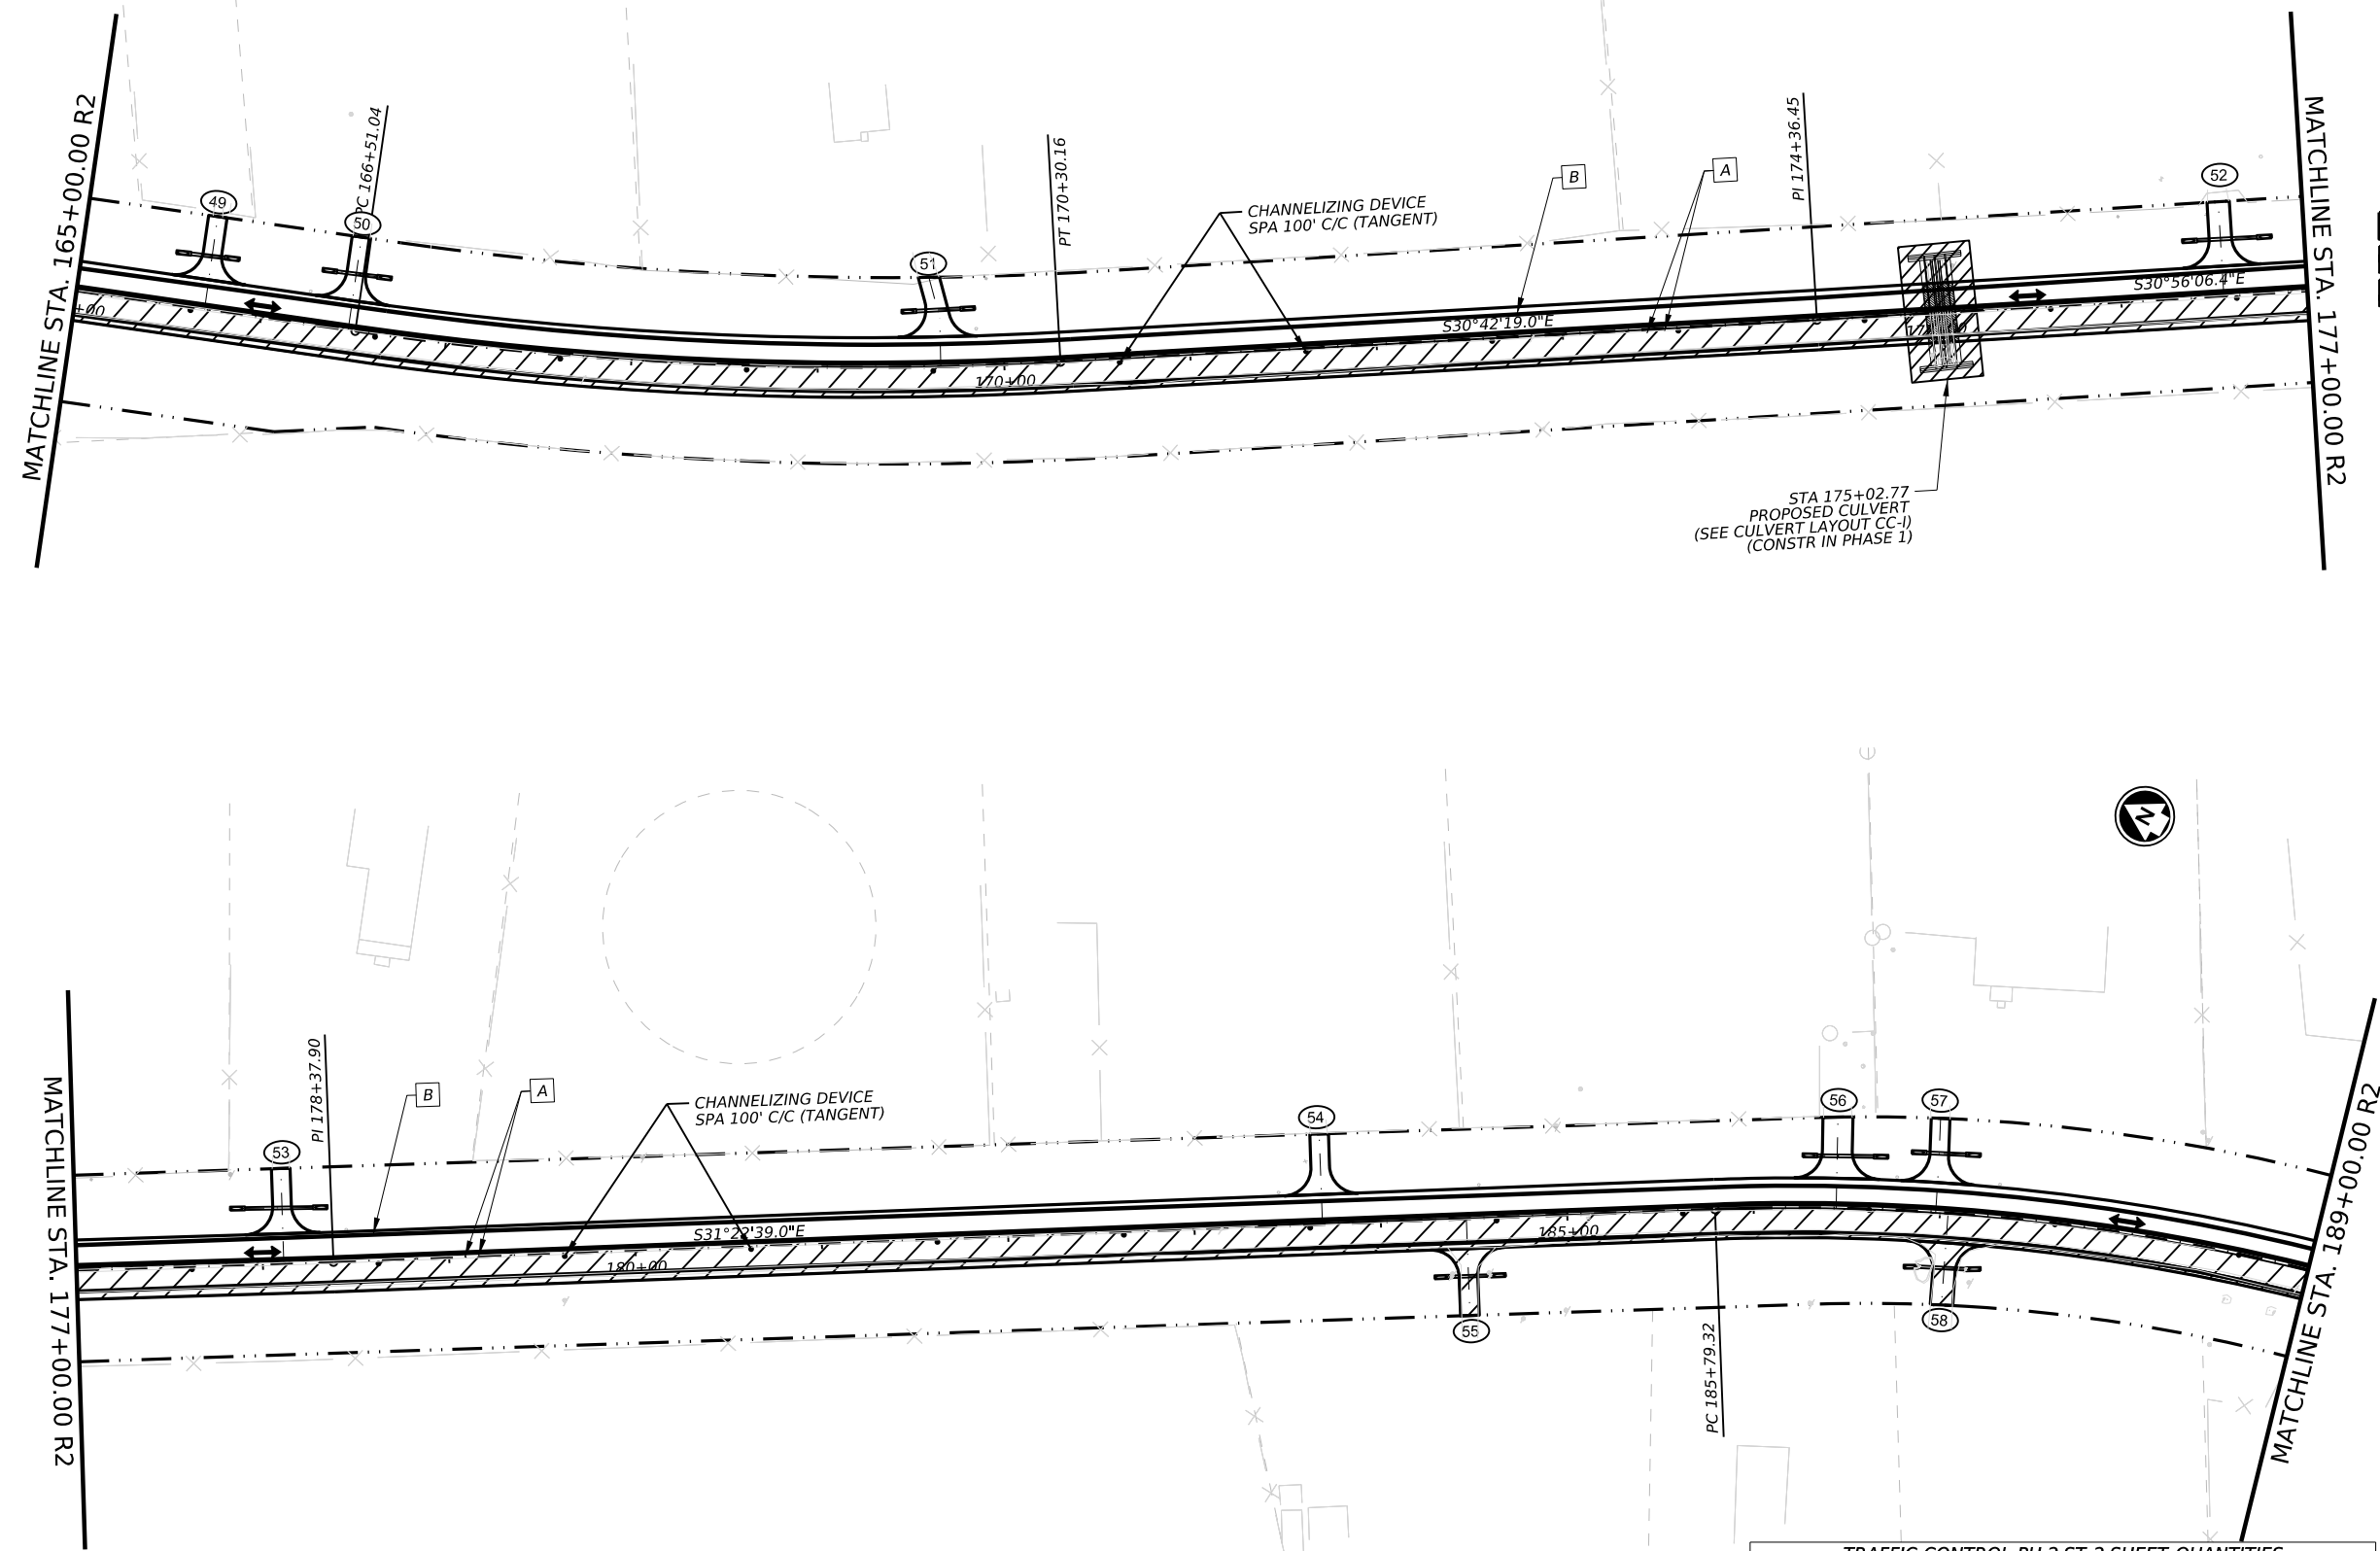 MATCHLINE STA. 165+00.00 R2
49
PC 166+51.04
50
+00
51
PT 170+30.16
170+00
CHANNELIZING DEVICE
SPA 100' C/C (TANGENT)
B
S30°42'19.0"E
A
PI 174+36.45
STA 175+02.77
PROPOSED CULVERT
(SEE CULVERT LAYOUT CC-I)
(CONSTR IN PHASE 1)
52
S30°56'06.4"E
MATCHLINE STA. 177+00.00 R2
MATCHLINE STA. 177+00.00 R2
53
PI 178+37.90
B
A
180+00
CHANNELIZING DEVICE
SPA 100' C/C (TANGENT)
S31°22'39.0"E
54
55
185+00
PC 185+79.32
56
57
58
N
MATCHLINE STA. 189+00.00 R2